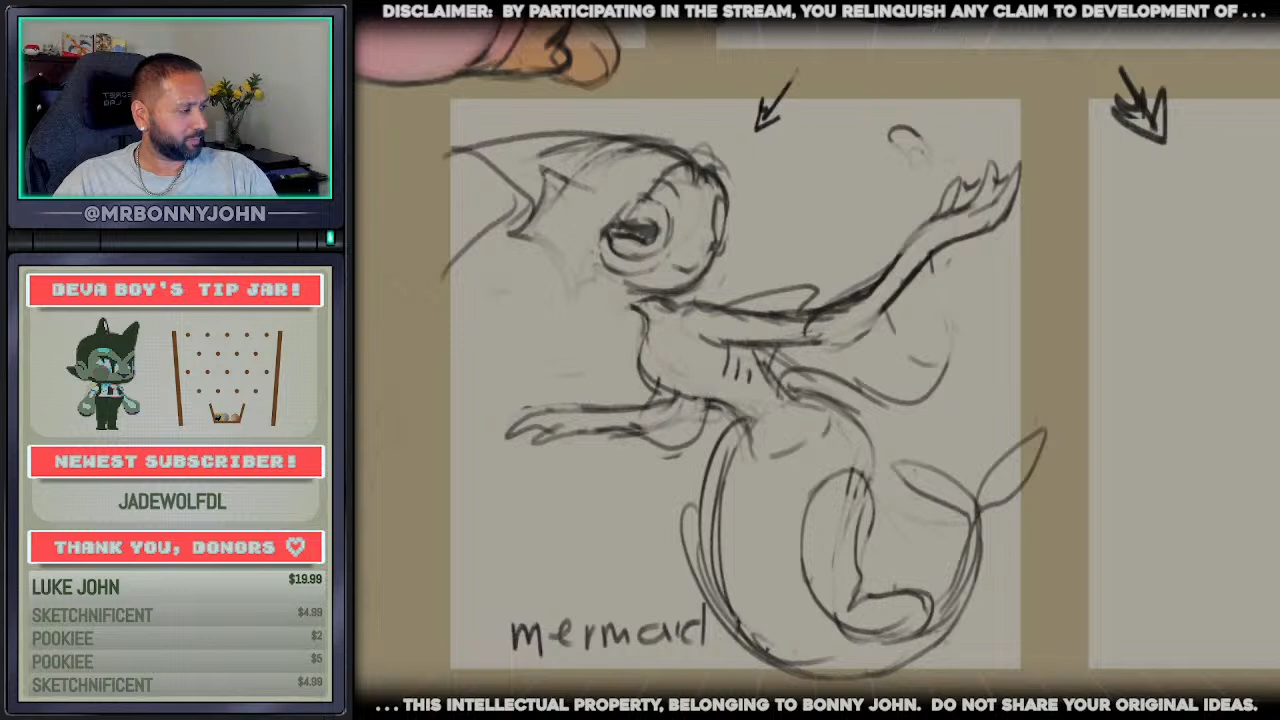 DISCLAIMER: BY PARTICIPATING IN THE STREAM, YOU RELINQUISH ANY CLAIM TO DEVELOPMENT OF . . .
@MRBONNYJOHN
DEVA BOY'S TIP JAR!
NEWEST SUBSCRIBER!
JADEWOLFDL
THANK YOU, DONORS ♡
LUKE JOHN $19.99
SKETCHNIFICENT $4.99
POOKIEE $2
POOKIEE $5
SKETCHNIFICENT $4.99
mermaid
. . . THIS INTELLECTUAL PROPERTY, BELONGING TO BONNY JOHN. DO NOT SHARE YOUR ORIGINAL IDEAS.